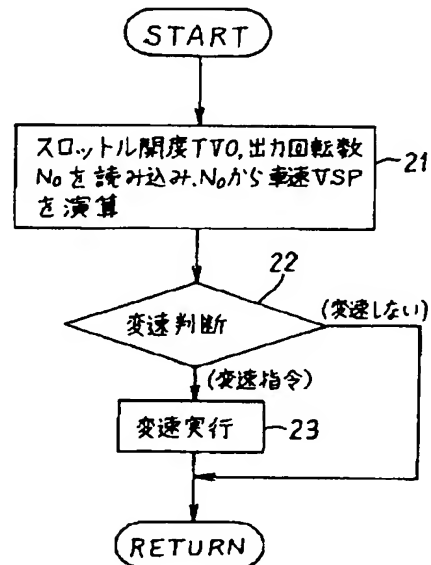 START
スロットル開度TVO,出力回転数
Noを読み込み、Noから車速VSP
を演算
21
22
変速判断
(変速しない)
(変速指令)
変速実行
23
RETURN